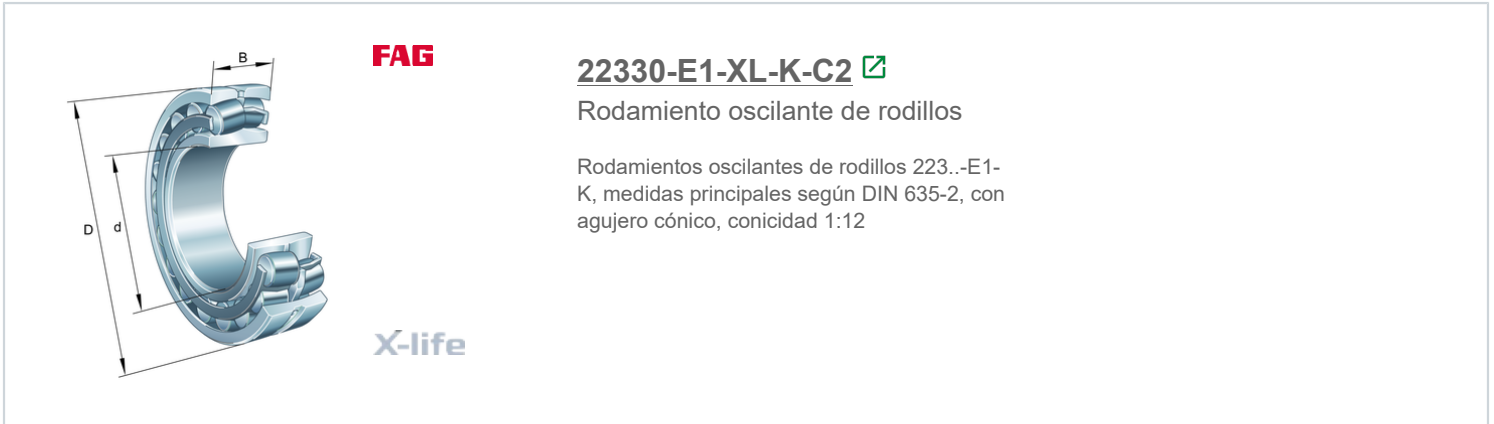 B
FAG
D
d
X-life
22330-E1-XL-K-C2
Rodamiento oscilante de rodillos
Rodamientos oscilantes de rodillos 223..-E1-
K, medidas principales según DIN 635-2, con
agujero cónico, conicidad 1:12